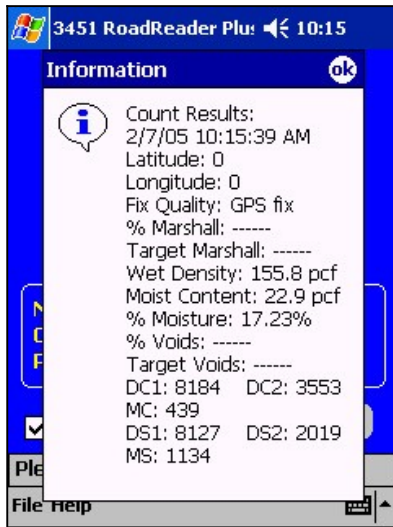 3451 RoadReader Plu: 10:15
Information ok
Count Results:
2/7/05 10:15:39 AM
Latitude: 0
Longitude: 0
Fix Quality: GPS fix
% Marshall: ------
Target Marshall: ------
Wet Density: 155.8 pcf
Moist Content: 22.9 pcf
% Moisture: 17.23%
% Voids: ------
Target Voids: ------
DC1: 8184 DC2: 3553
MC: 439
DS1: 8127 DS2: 2019
MS: 1134
Ple
File Help